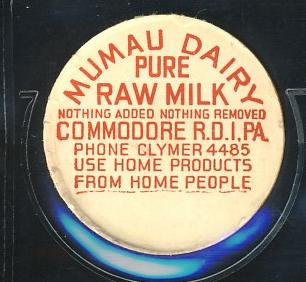 MUMAU DAIRY
PURE
RAW MILK
NOTHING ADDED NOTHING REMOVED
COMMODORE R.D.I, PA.
PHONE CLYMER 4485
USE HOME PRODUCTS
FROM HOME PEOPLE